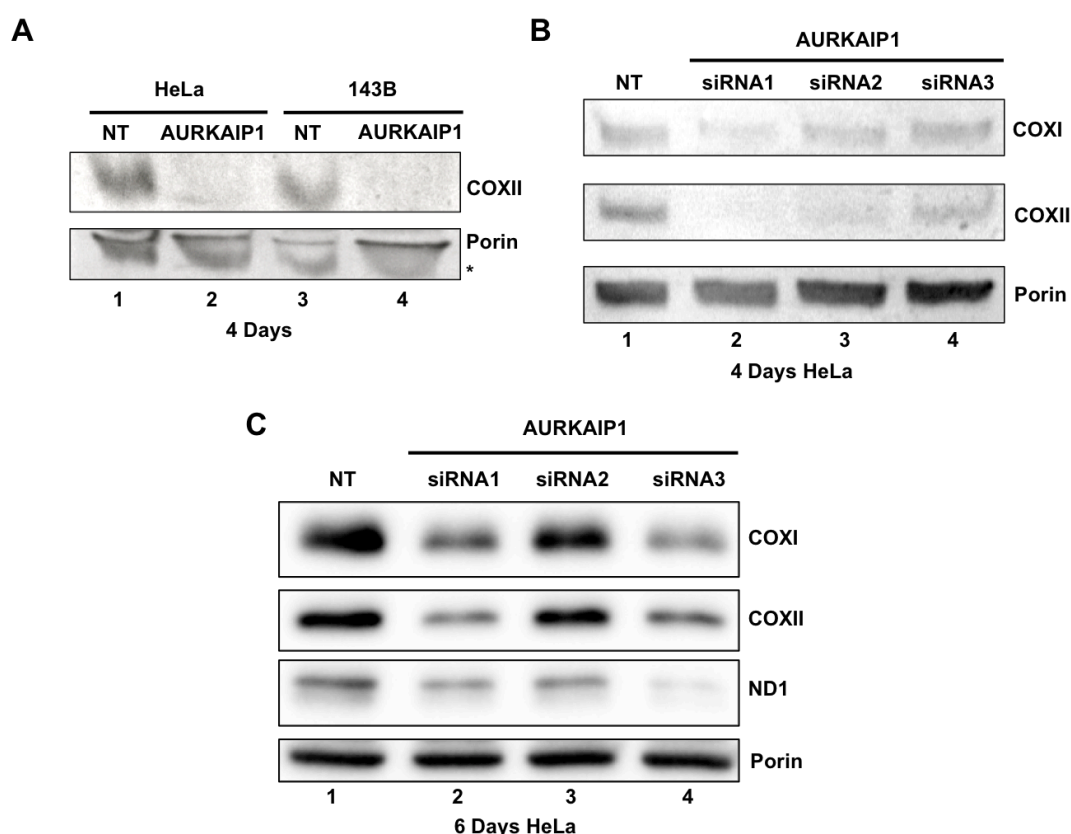 A
HeLa 143B
NT AURKAIP1 NT AURKAIP1
COXII
Porin
*
1 2 3 4
4 Days
B
AURKAIP1
NT siRNA1 siRNA2 siRNA3
COXI
COXII
Porin
1 2 3 4
4 Days HeLa
C
AURKAIP1
NT siRNA1 siRNA2 siRNA3
COXI
COXII
ND1
Porin
1 2 3 4
6 Days HeLa